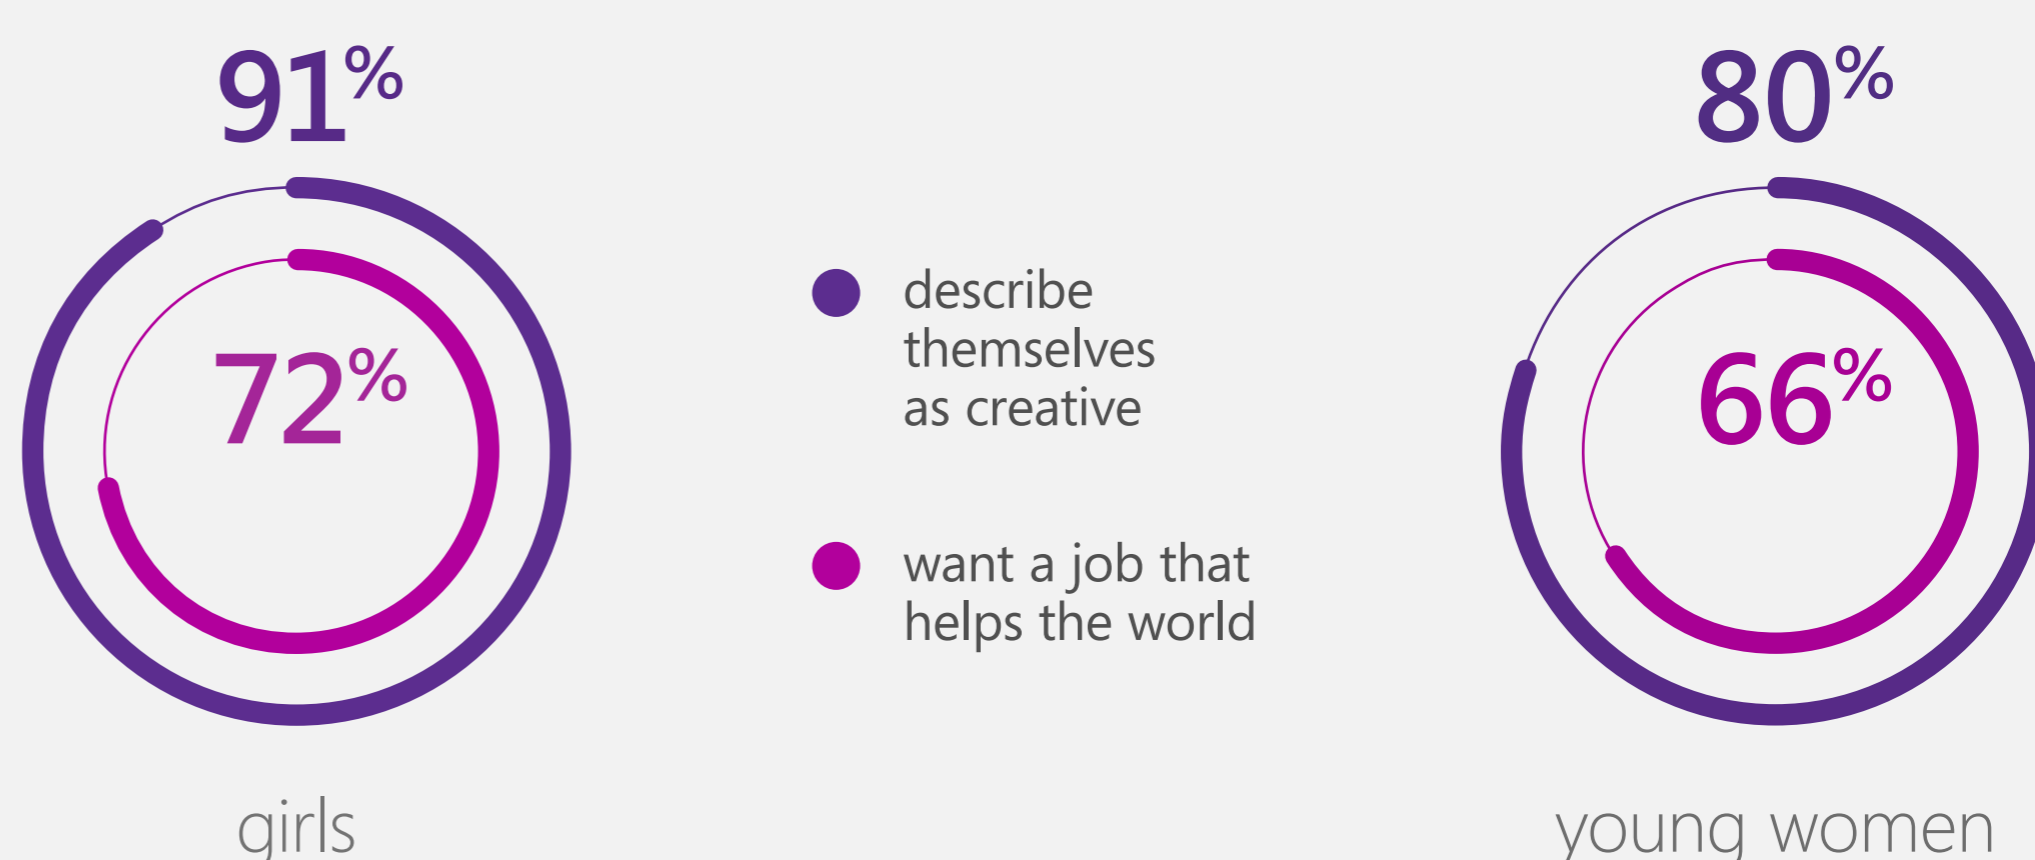 91%
72%
girls
describe
themselves
as creative
want a job that
helps the world
80%
66%
young women